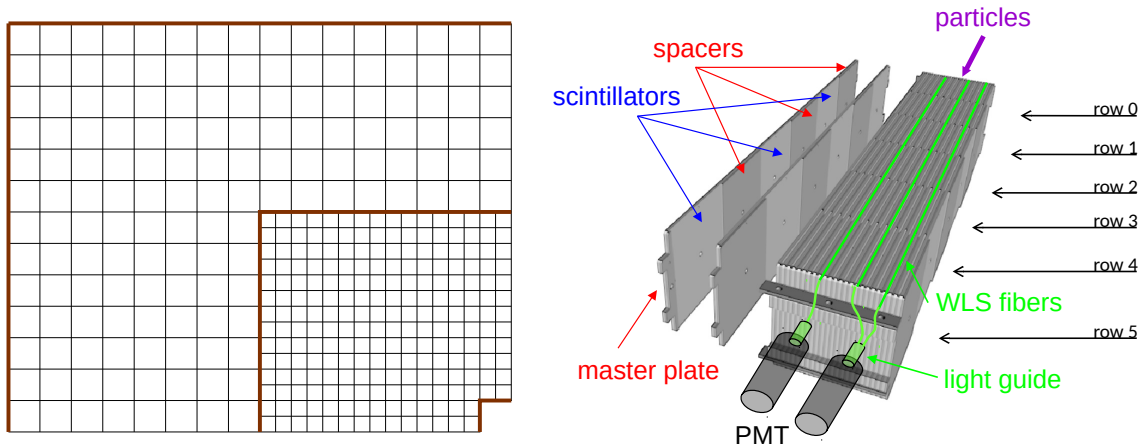 particles
spacers
scintillators
row 0
row 1
row 2
row 3
row 4
WLS fibers
row 5
master plate
light guide
PMT